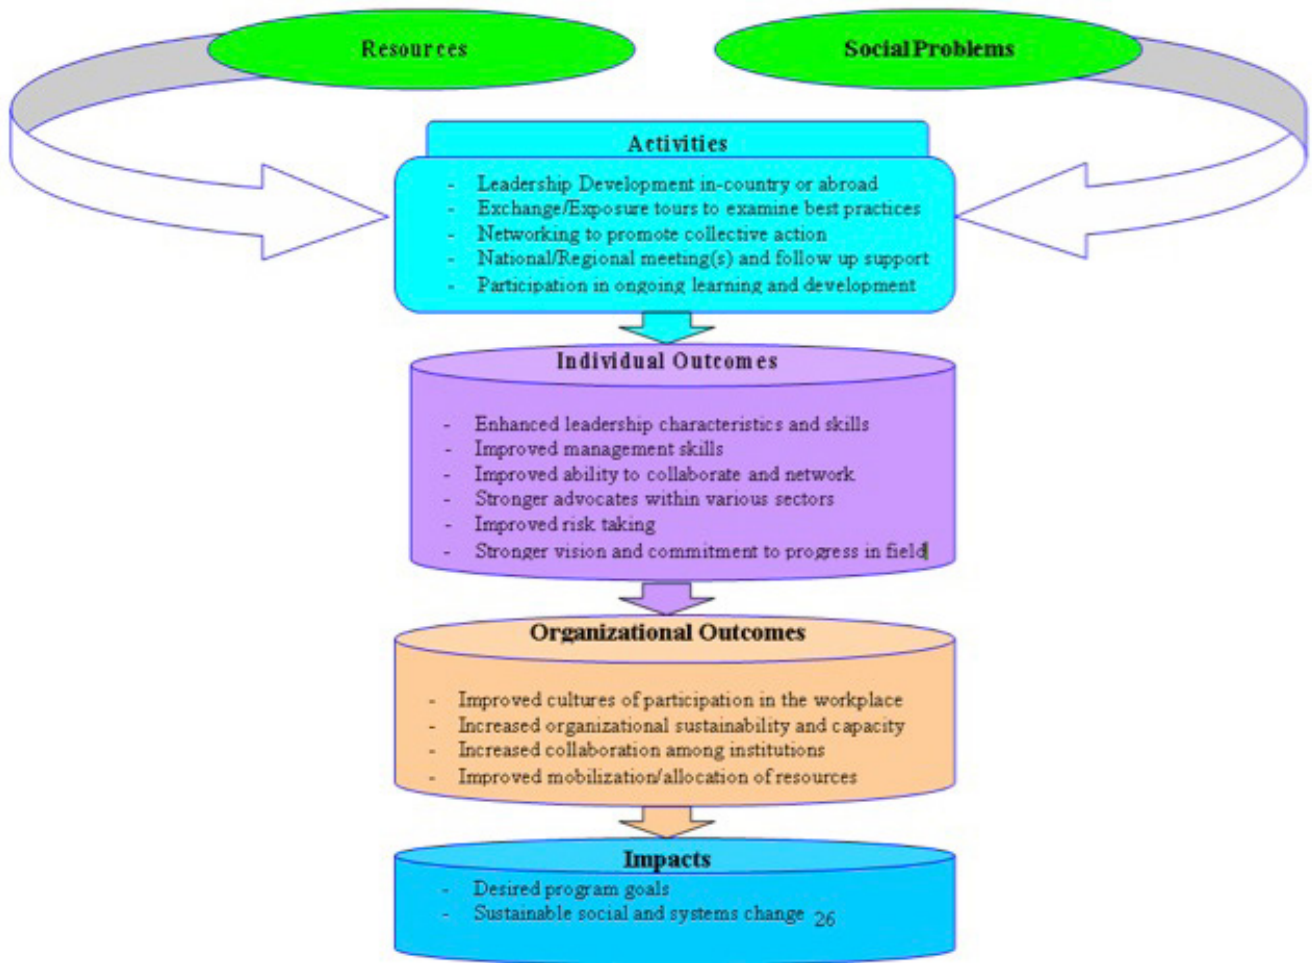 Resources
Social Problems
Activities
- Leadership Development in-country or abroad
- Exchange/Exposure tours to examine best practices
- Networking to promote collective action
- National/Regional meeting(s) and follow up support
- Participation in ongoing learning and development
Individual Outcomes
- Enhanced leadership characteristics and skills
- Improved management skills
- Improved ability to collaborate and network
- Stronger advocates within various sectors
- Improved risk taking
- Stronger vision and commitment to progress in field
Organizational Outcomes
- Improved cultures of participation in the workplace
- Increased organizational sustainability and capacity
- Increased collaboration among institutions
- Improved mobilization/allocation of resources
Impacts
- Desired program goals
- Sustainable social and systems change 26